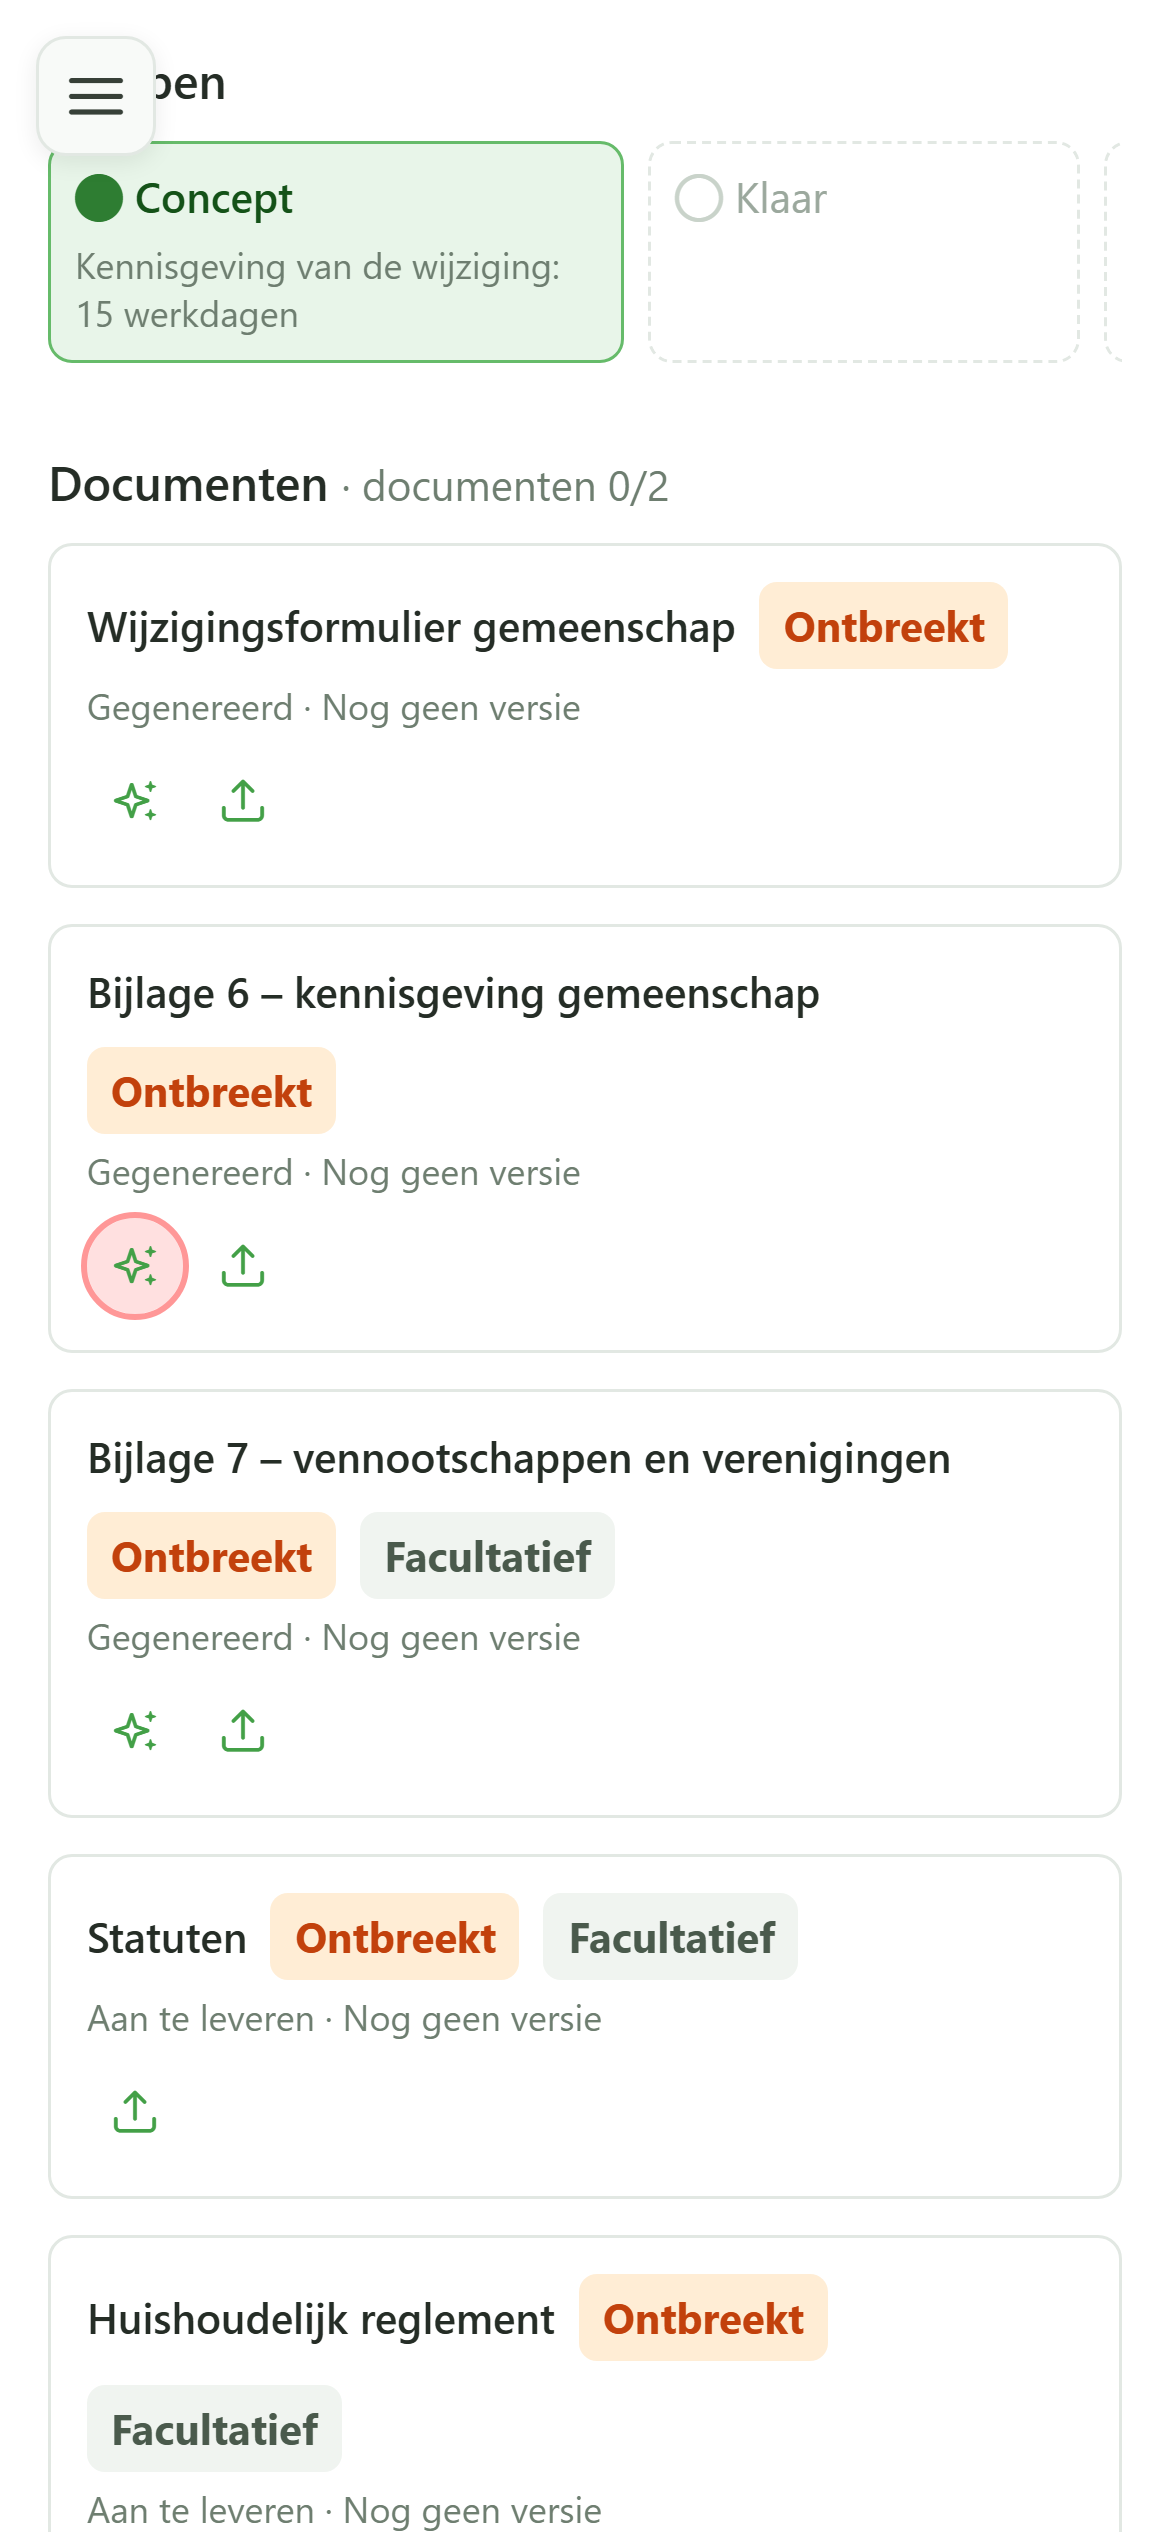 Concept
Kennisgeving van de wijziging:
15 werkdagen
Klaar
Documenten · documenten 0/2
Wijzigingsformulier gemeenschap Ontbreekt
Gegenereerd · Nog geen versie
Bijlage 6 – kennisgeving gemeenschap
Ontbreekt
Gegenereerd · Nog geen versie
Bijlage 7 – vennootschappen en verenigingen
Ontbreekt Facultatief
Gegenereerd · Nog geen versie
Statuten Ontbreekt Facultatief
Aan te leveren · Nog geen versie
Huishoudelijk reglement Ontbreekt
Facultatief
Aan te leveren · Nog geen versie